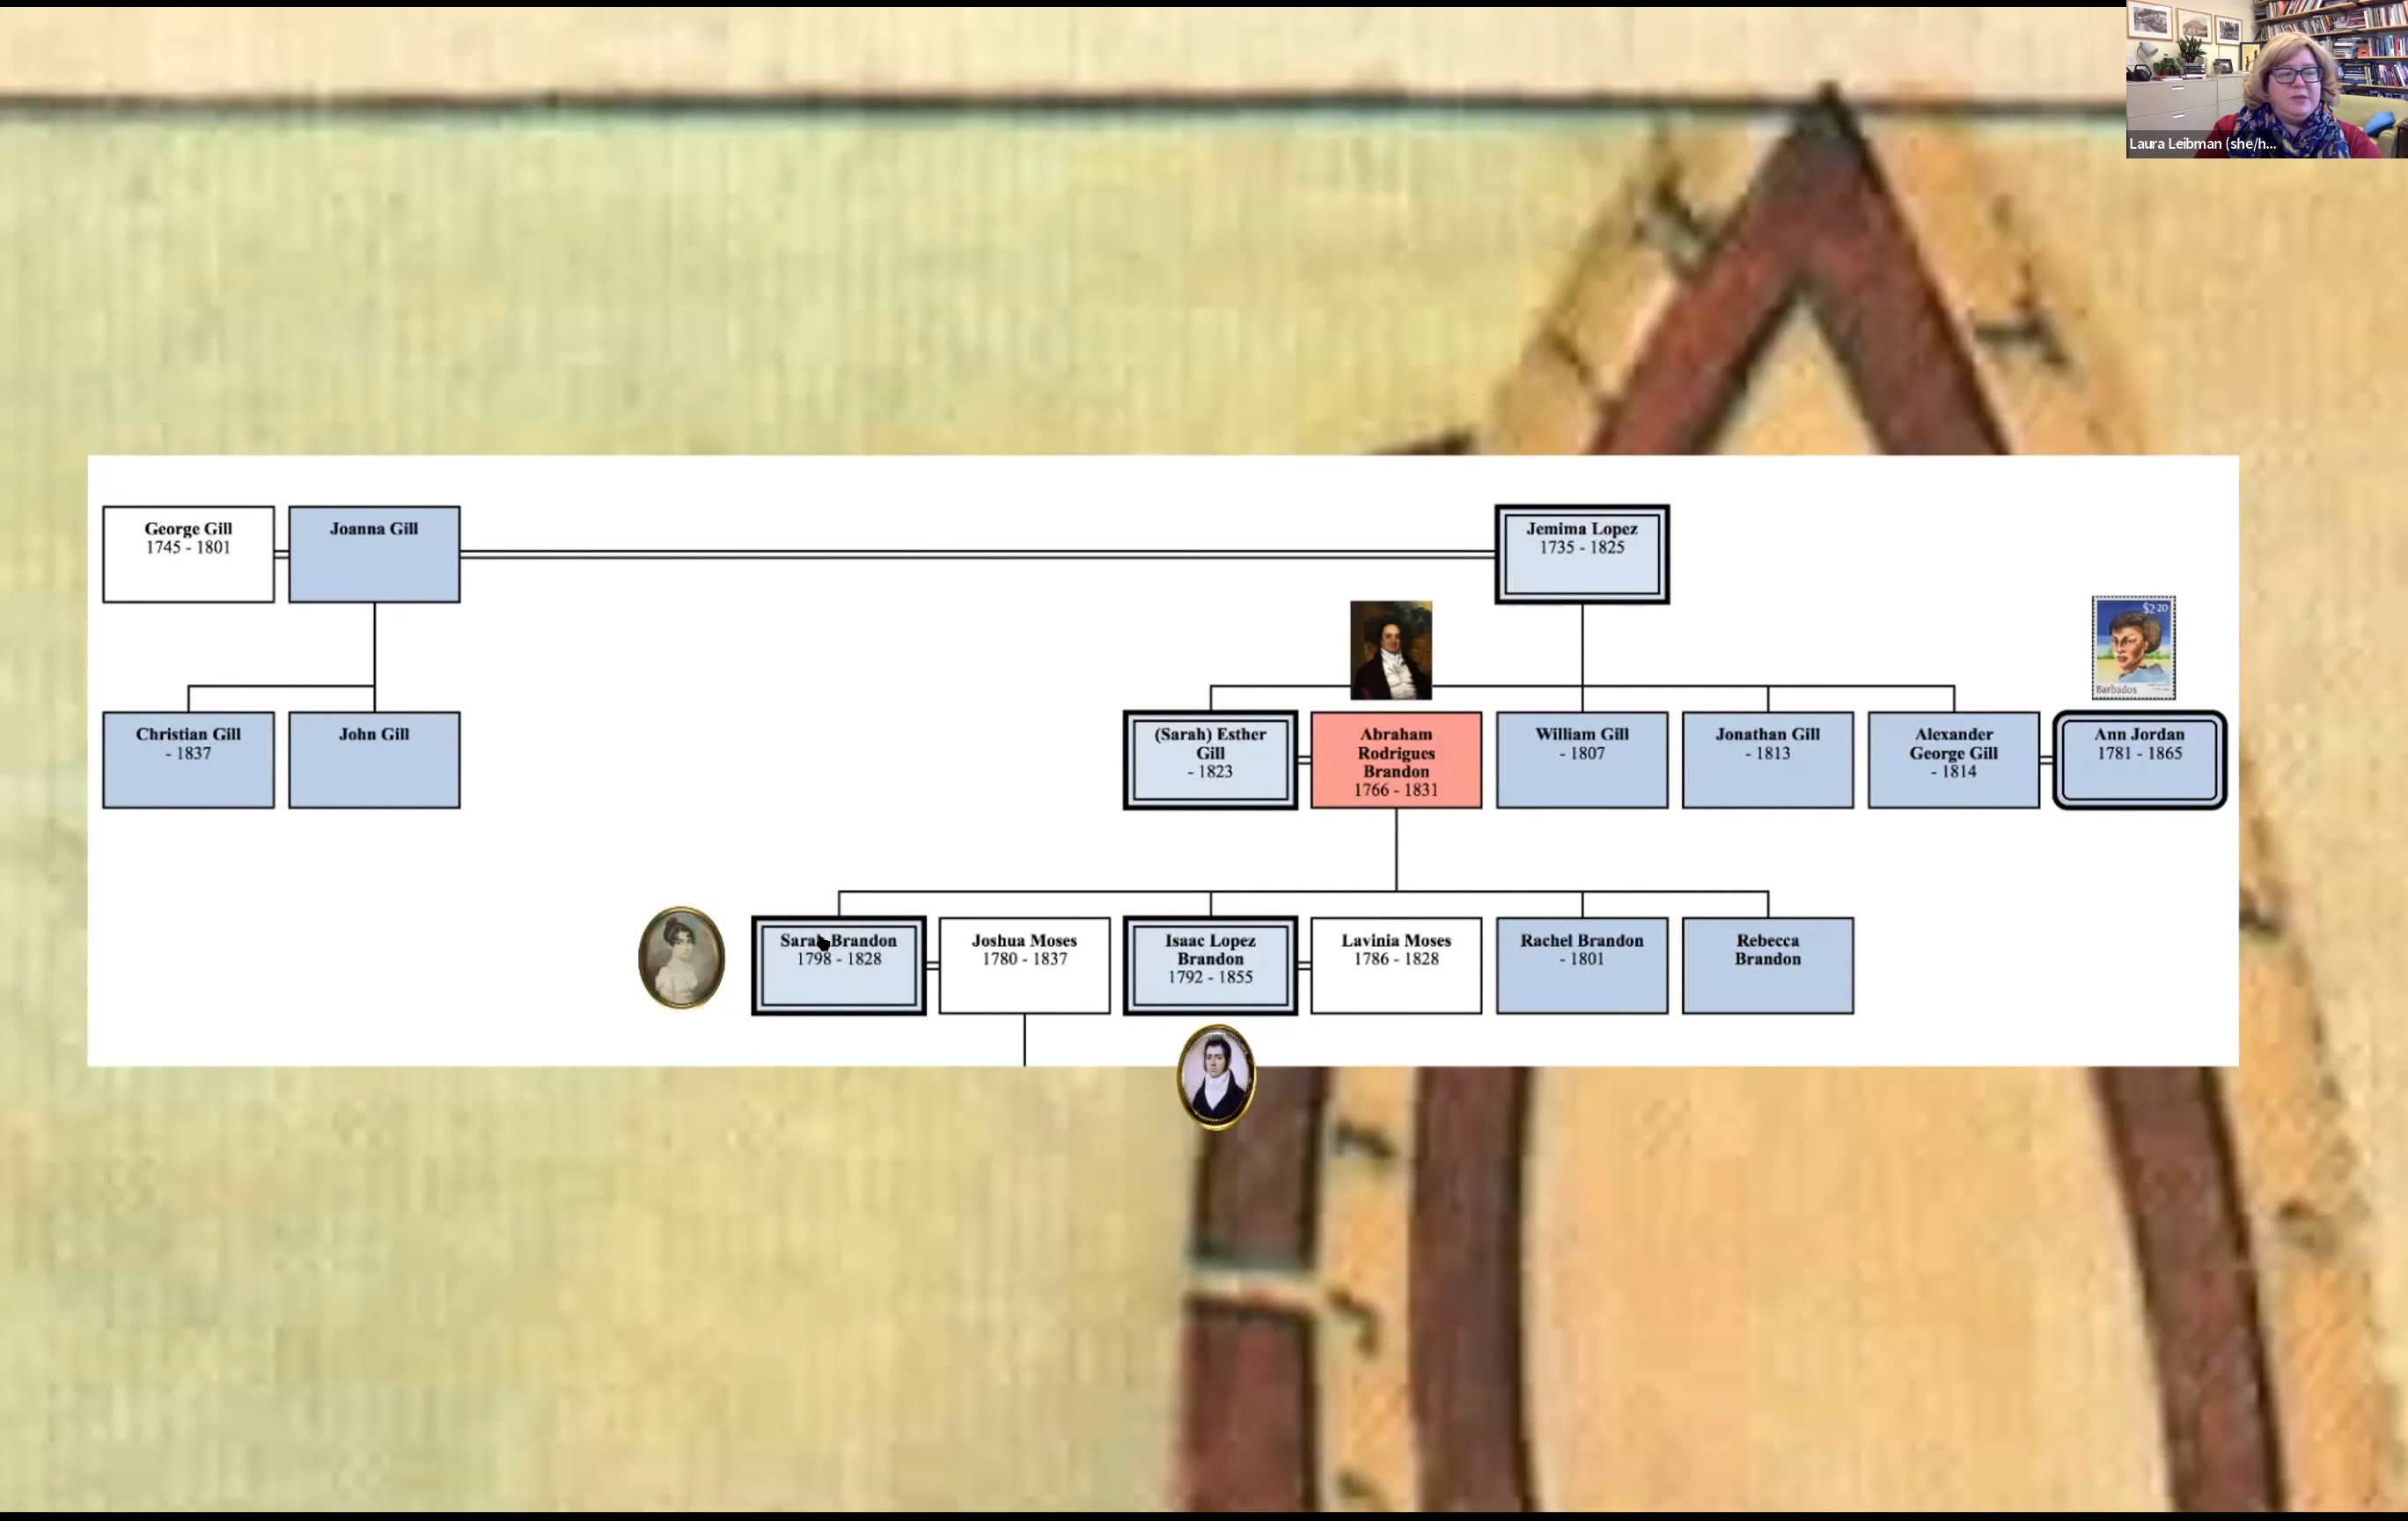 Laura Leibman (she/h...
George Gill
1745 - 1801
Joanna Gill
Jemima Lopez
1735 - 1825
$2·20
Barbados
Christian Gill
- 1837
John Gill
(Sarah) Esther
Gill
- 1823
Abraham
Rodrigues
Brandon
1766 - 1831
William Gill
- 1807
Jonathan Gill
- 1813
Alexander
George Gill
- 1814
Ann Jordan
1781 - 1865
Sarah Brandon
1798 - 1828
Joshua Moses
1780 - 1837
Isaac Lopez
Brandon
1792 - 1855
Lavinia Moses
1786 - 1828
Rachel Brandon
- 1801
Rebecca
Brandon